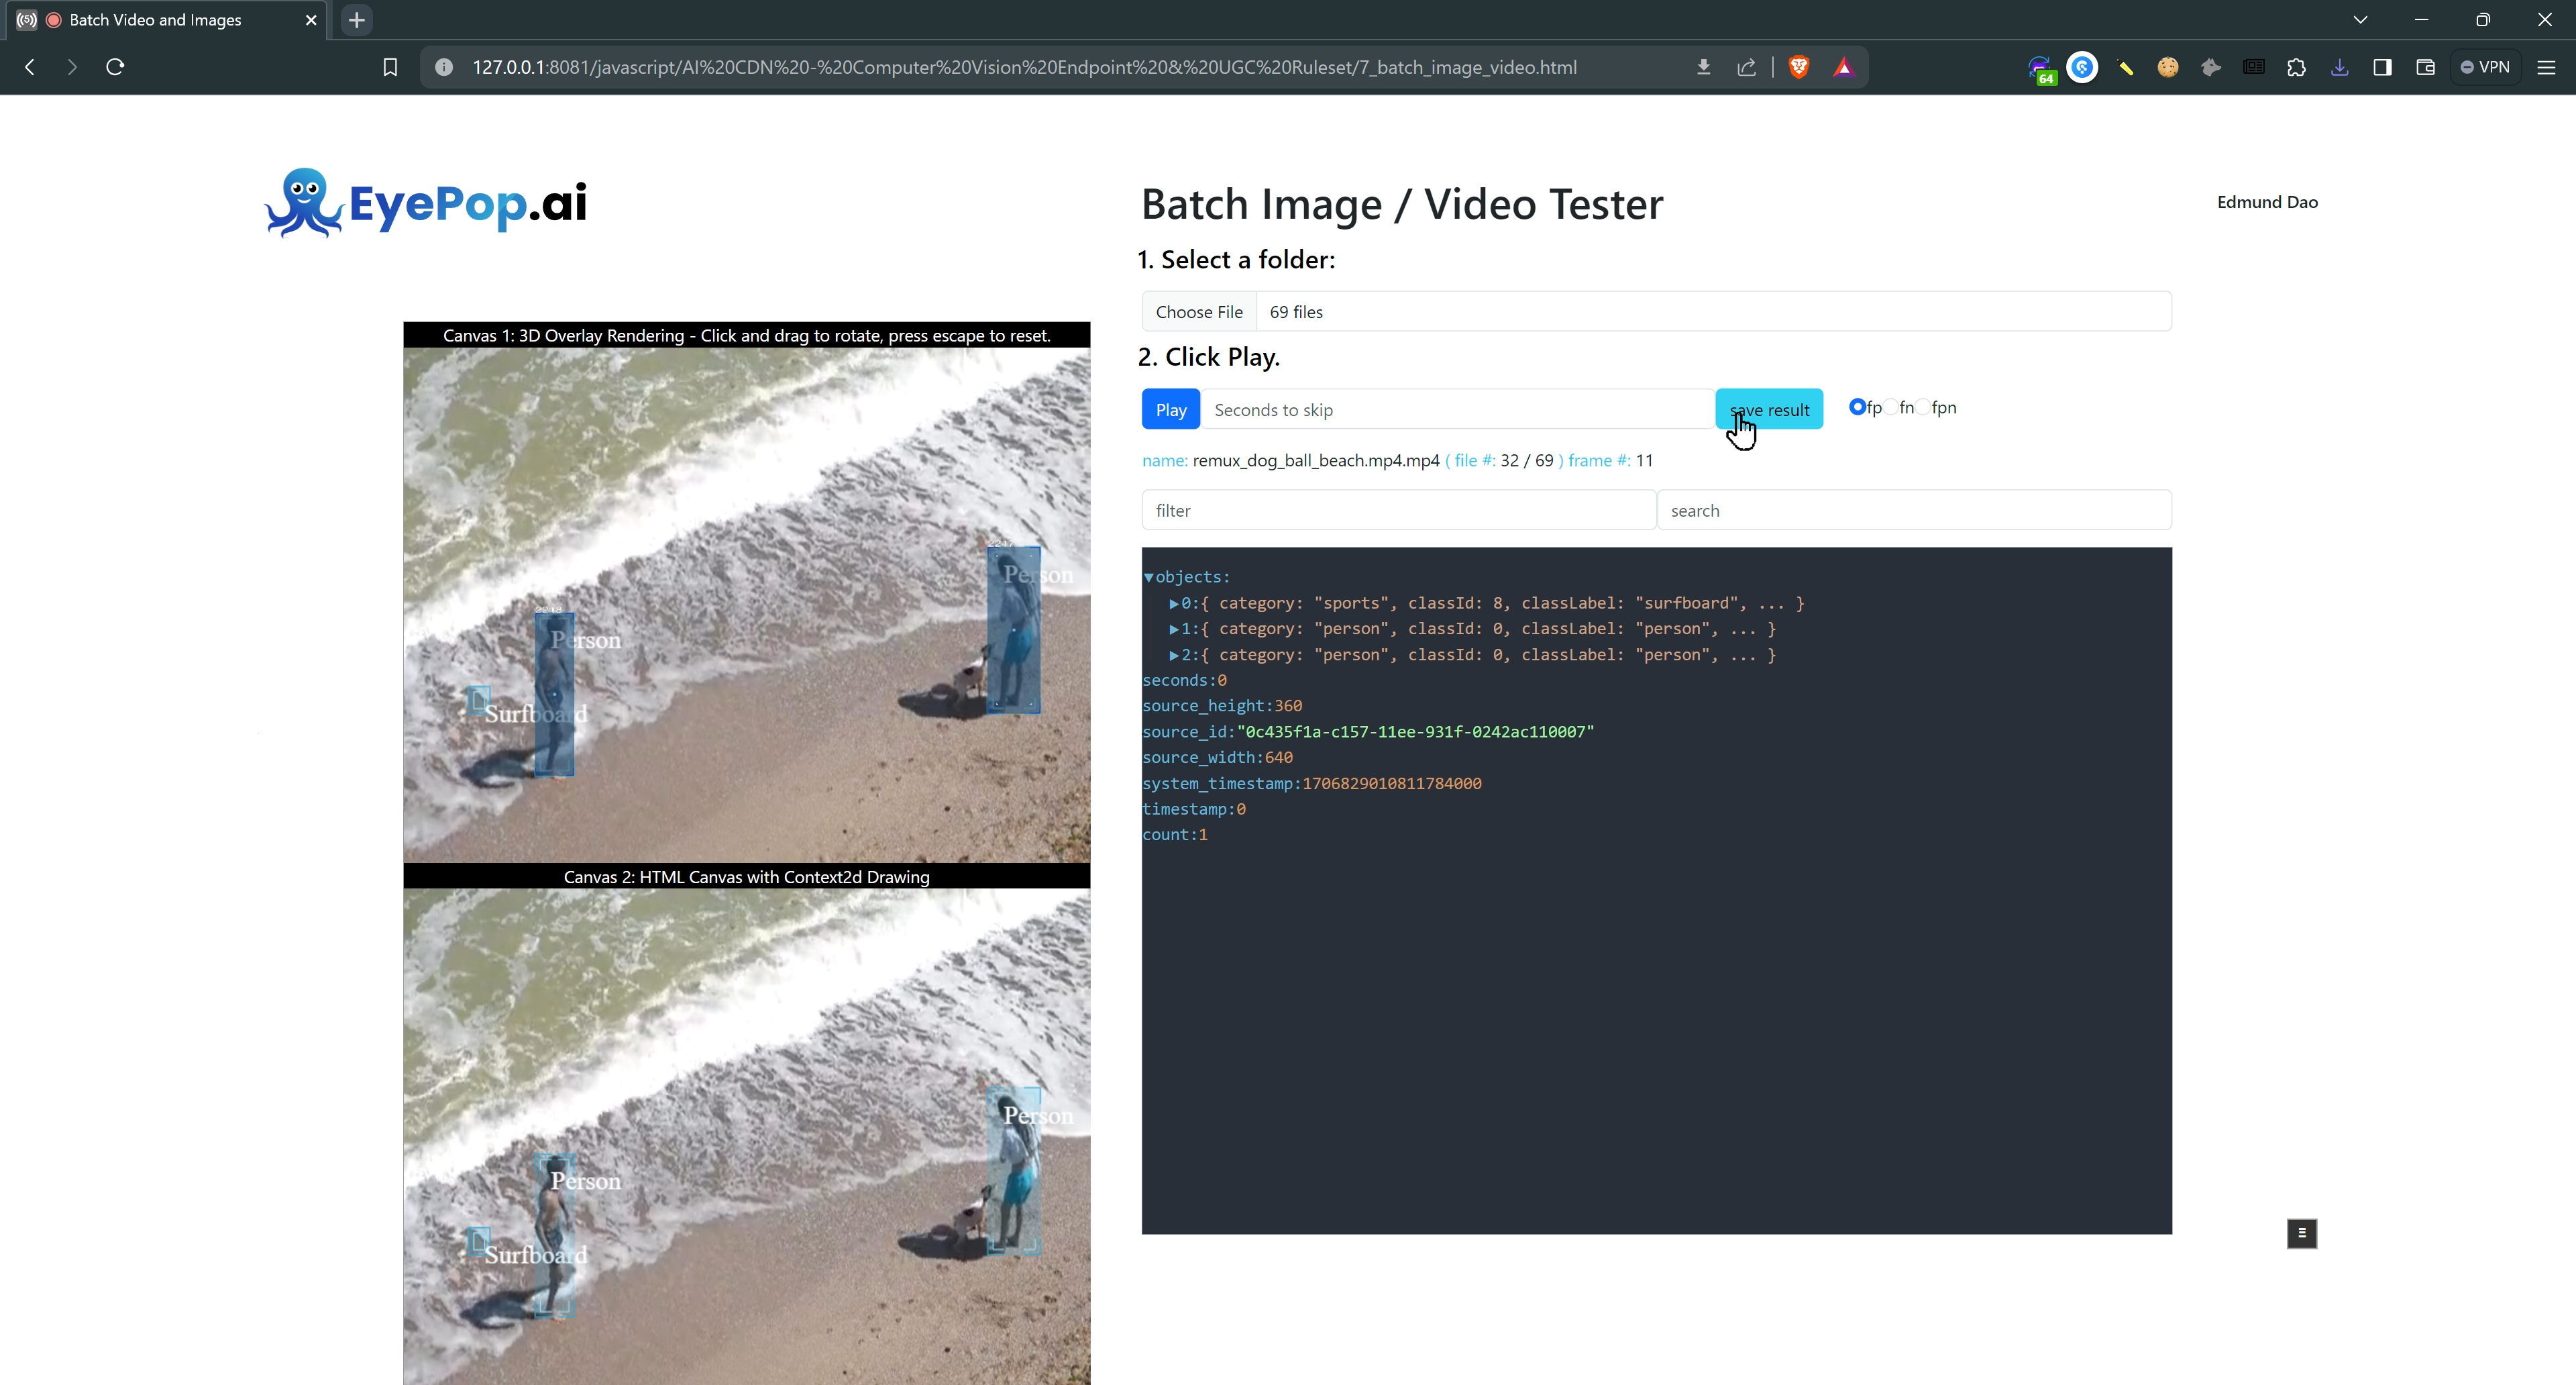 Batch Video and Images
127.0.0.1:8081/javascript/AI%20CDN%20-%20Computer%20Vision%20Endpoint%20&%20UGC%20Ruleset/7_batch_image_video.html
64
VPN
EyePop.ai
Batch Image / Video Tester
Edmund Dao
1. Select a folder:
Choose File 69 files
2. Click Play.
Play Seconds to skip save result fp fn fpn
name: remux_dog_ball_beach.mp4.mp4 ( file #: 32 / 69 ) frame #: 11
filter search
▼objects:
▶0:{ category: "sports", classId: 8, classLabel: "surfboard", ... }
▶1:{ category: "person", classId: 0, classLabel: "person", ... }
▶2:{ category: "person", classId: 0, classLabel: "person", ... }
seconds:0
source_height:360
source_id:"0c435f1a-c157-11ee-931f-0242ac110007"
source_width:640
system_timestamp:1706829010811784000
timestamp:0
count:1
Canvas 1: 3D Overlay Rendering - Click and drag to rotate, press escape to reset.
Person
Person
Surfboard
Canvas 2: HTML Canvas with Context2d Drawing
Person
Person
Surfboard